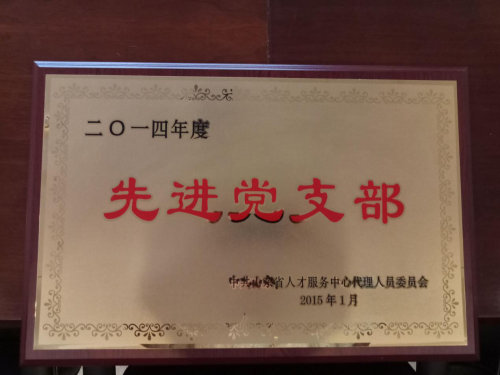 二〇一四年度
先进党支部
中共山东省人才服务中心代理人员委员会
2015年1月